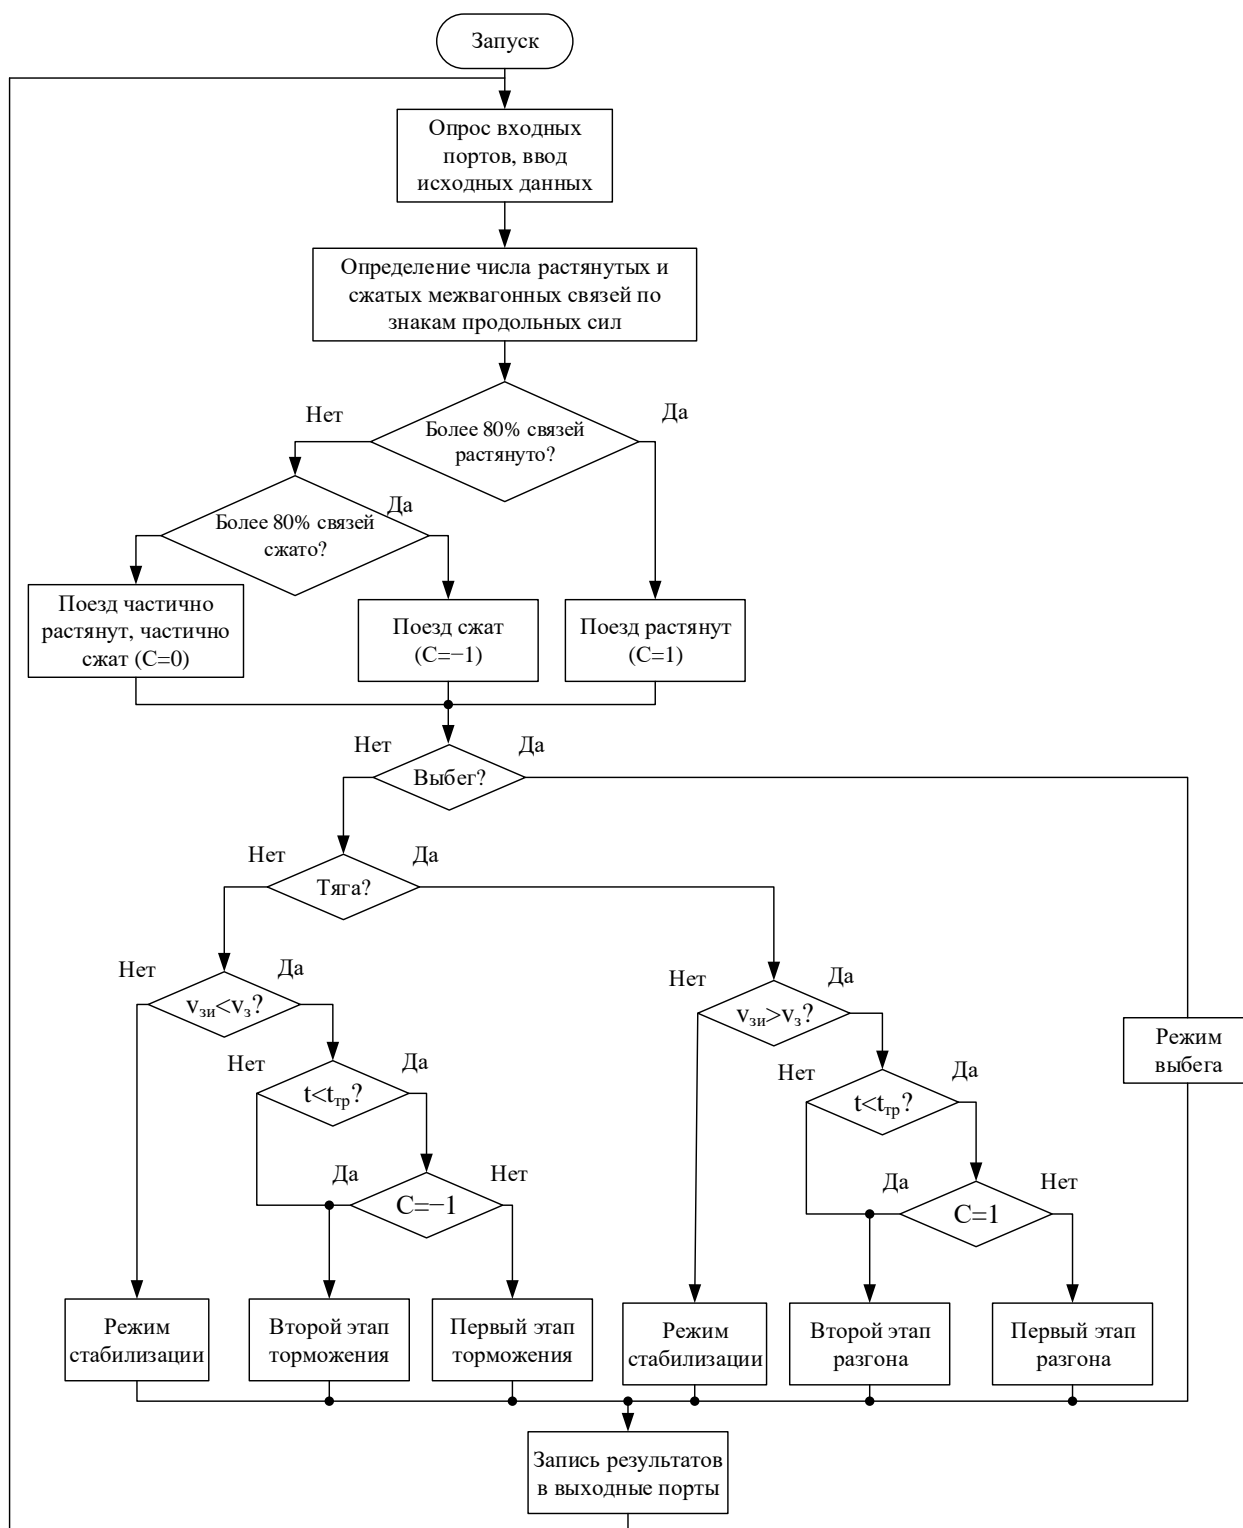 Запуск
Опрос входных
портов, ввод
исходных данных
Определение числа растянутых и
сжатых межвагонных связей по
знакам продольных сил
Нет
Да
Более 80% связей
растянуто?
Да
Более 80% связей
сжато?
Поезд частично
растянут, частично
сжат (C=0)
Поезд сжат
(C=−1)
Поезд растянут
(C=1)
Нет
Да
Выбег?
Нет
Да
Тяга?
Нет
Да
vзи<vз?
Нет
Да
vзи>vз?
Режим
выбега
Нет
Да
t<tтр?
Нет
Да
t<tтр?
Да
Нет
C=−1
Да
Нет
C=1
Режим
стабилизации
Второй этап
торможения
Первый этап
торможения
Режим
стабилизации
Второй этап
разгона
Первый этап
разгона
Запись результатов
в выходные порты